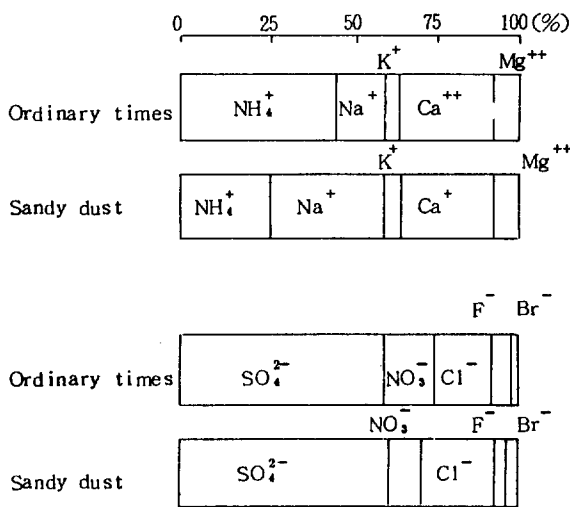 0 25 50 75 100 (%)
K⁺ Mg⁺⁺
Ordinary times NH₄⁺ Na⁺ Ca⁺⁺
K⁺ Mg⁺⁺
Sandy dust NH₄⁺ Na⁺ Ca⁺
F⁻ Br⁻
Ordinary times SO₄²⁻ NO₃⁻ Cl⁻
NO₃⁻ F⁻ Br⁻
Sandy dust SO₄²⁻ Cl⁻